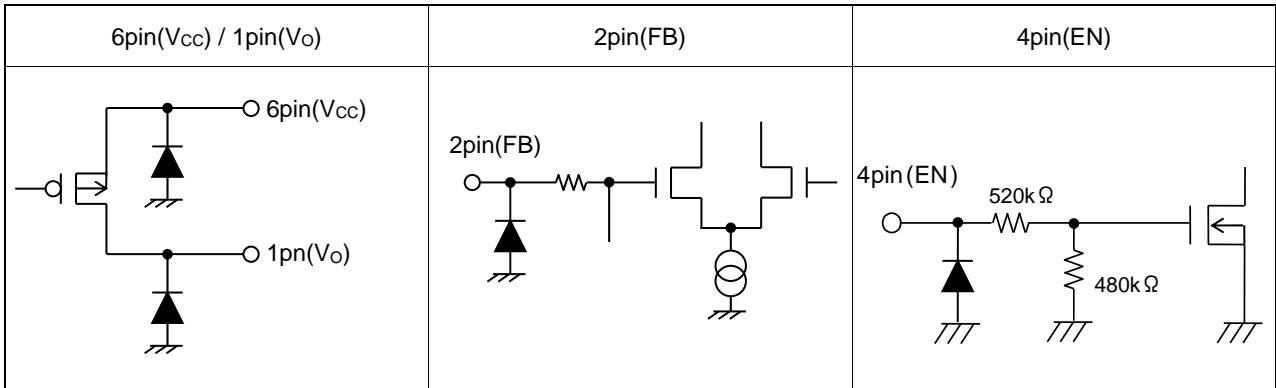 6pin(VCC) / 1pin(VO)
2pin(FB)
4pin(EN)
6pin(VCC)
1pn(VO)
2pin(FB)
4pin(EN)
520kΩ
480kΩ